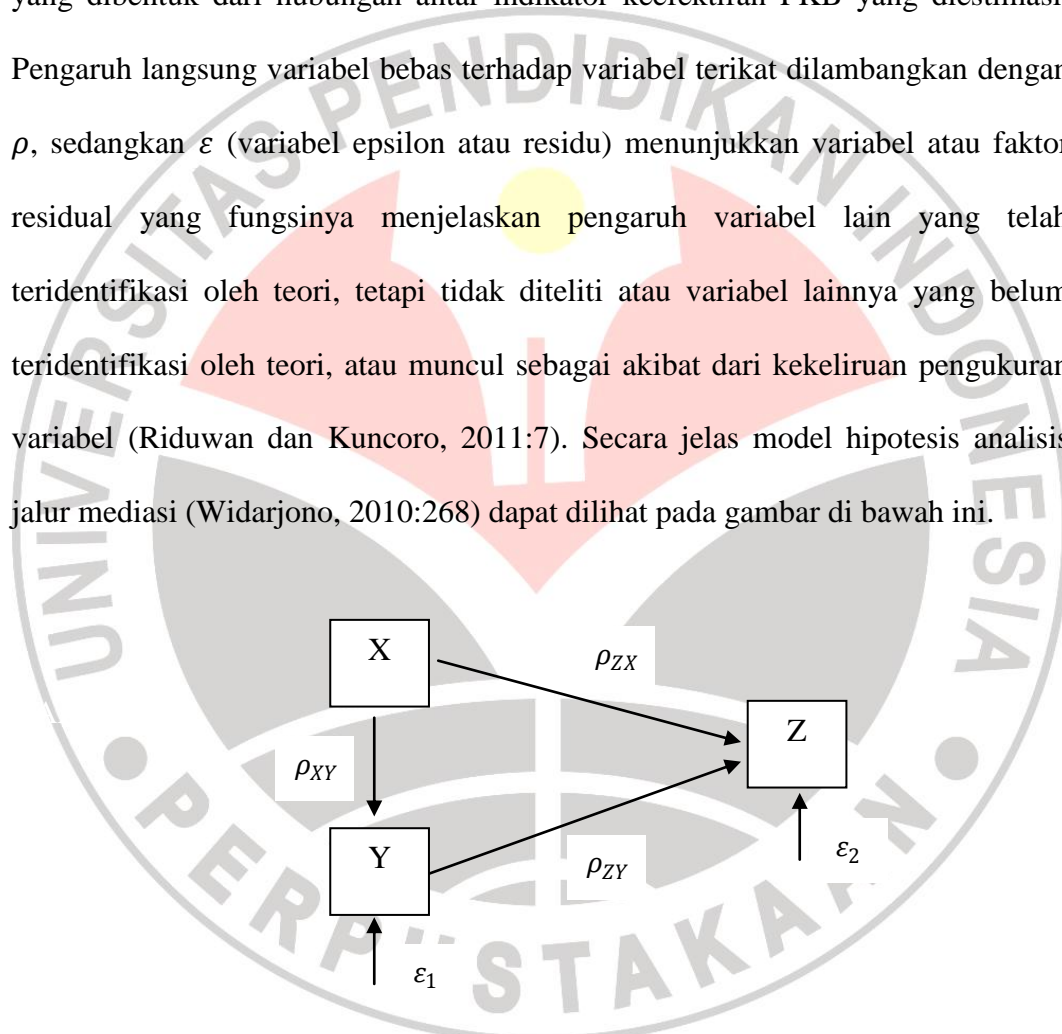 Pengaruh langsung variabel bebas terhadap variabel terikat dilambangkan dengan
ρ, sedangkan ε (variabel epsilon atau residu) menunjukkan variabel atau faktor
residual yang fungsinya menjelaskan pengaruh variabel lain yang telah
teridentifikasi oleh teori, tetapi tidak diteliti atau variabel lainnya yang belum
teridentifikasi oleh teori, atau muncul sebagai akibat dari kekeliruan pengukuran
variabel (Riduwan dan Kuncoro, 2011:7). Secara jelas model hipotesis analisis
jalur mediasi (Widarjono, 2010:268) dapat dilihat pada gambar di bawah ini.
X
ρZX
Z
ρXY
Y
ρZY
ε2
ε1
UNIVERSITAS PENDIDIKAN INDONESIA